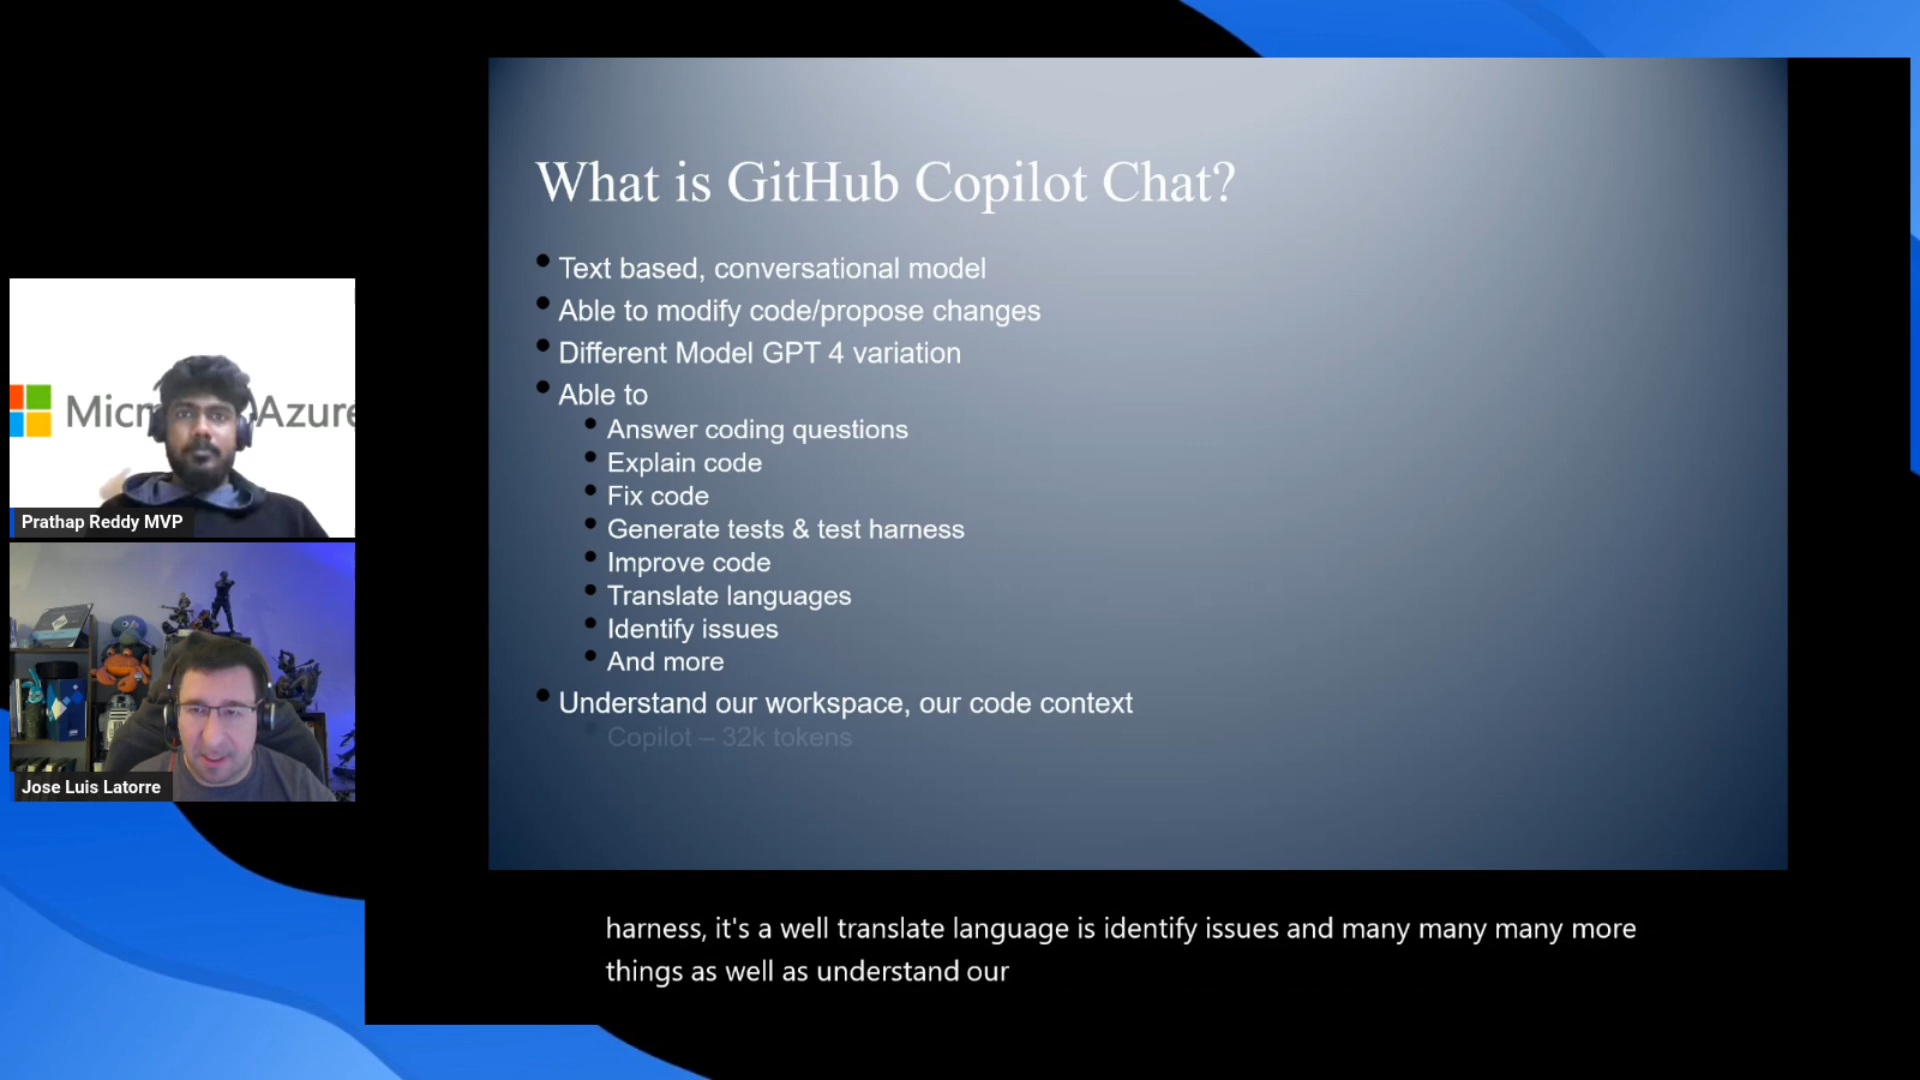 What is GitHub Copilot Chat?
Text based, conversational model
Able to modify code/propose changes
Different Model GPT 4 variation
Able to
Answer coding questions
Explain code
Fix code
Generate tests & test harness
Improve code
Translate languages
Identify issues
And more
Understand our workspace, our code context
Copilot – 32k tokens
Micr Azure
Prathap Reddy MVP
Jose Luis Latorre
harness, it's a well translate language is identify issues and many many many more
things as well as understand our